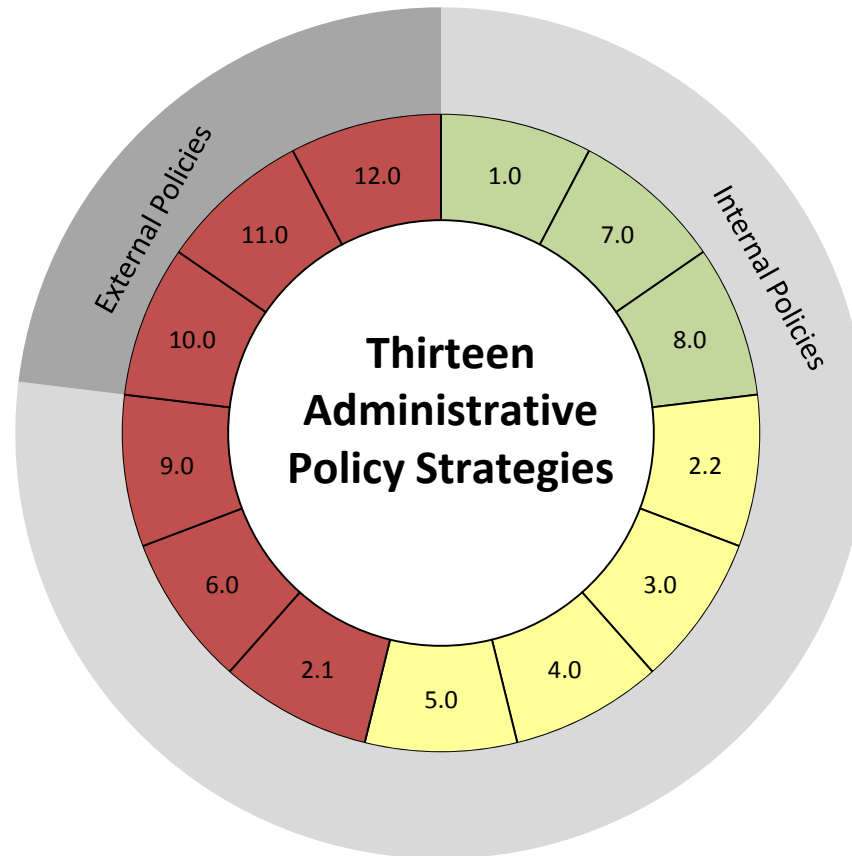 External Policies
Internal Policies
12.0
1.0
11.0
7.0
10.0
8.0
Thirteen
Administrative
Policy Strategies
9.0
2.2
6.0
3.0
2.1
4.0
5.0